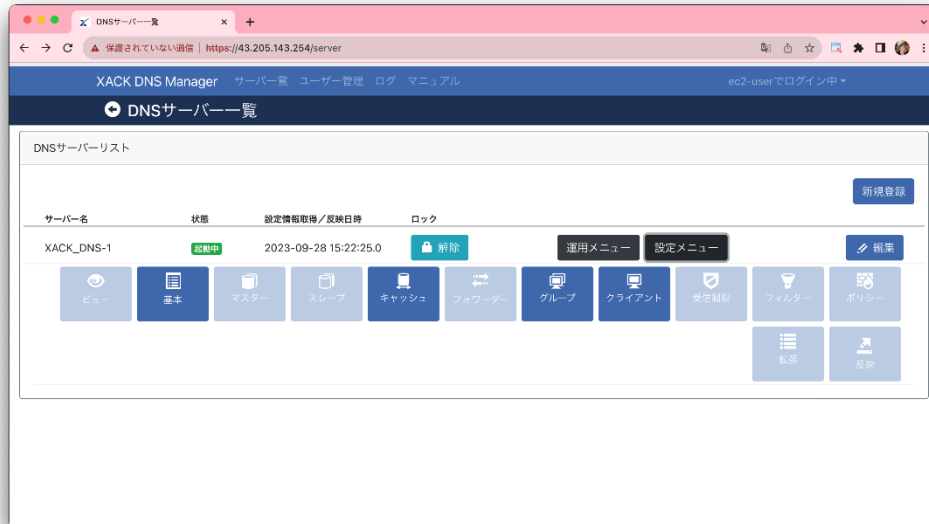 DNSサーバー一覧
保護されていない通信 | https://43.205.143.254/server
XACK DNS Manager サーバ一覧 ユーザー管理 ログ マニュアル ec2-userでログイン中
DNSサーバー一覧
DNSサーバーリスト
新規登録
サーバー名 状態 設定情報取得／反映日時 ロック
XACK_DNS-1 起動中 2023-09-28 15:22:25.0 解除 運用メニュー 設定メニュー 編集
ビュー 基本 マスター スレーブ キャッシュ フォワーダー グループ クライアント 受信制限 フィルター ポリシー
拡張 反映